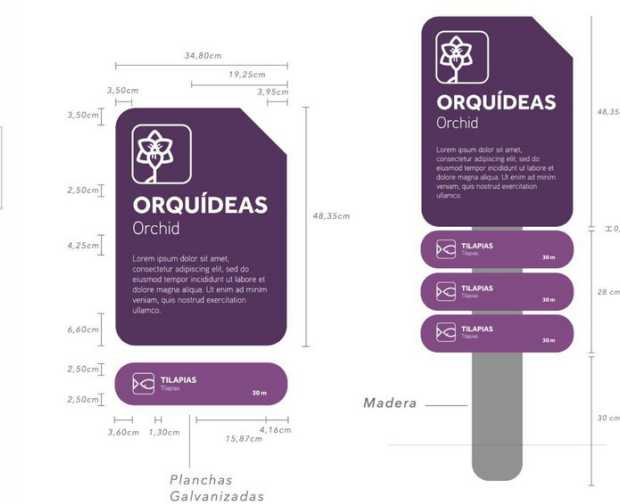 34,80cm
19,25cm
3,50cm
3,95cm
3,50cm
2,50cm
4,25cm
6,60cm
48,35cm
ORQUÍDEAS
Orchid
Lorem ipsum dolor sit amet,
consectetur adipiscing elit, sed do
eiusmod tempor incididunt ut labore et
dolore magna aliqua. Ut enim ad minim
veniam, quis nostrud exercitation
ullamco.
2,50cm
2,50cm
TILAPIAS
Tilapias
30 m
3,60cm
1,30cm
15,87cm
4,16cm
Planchas
Galvanizadas
ORQUÍDEAS
Orchid
Lorem ipsum dolor sit amet,
consectetur adipiscing elit, sed do
eiusmod tempor incididunt ut labore et
dolore magna aliqua. Ut enim ad minim
veniam, quis nostrud exercitation
ullamco.
TILAPIAS
Tilapias
30 m
TILAPIAS
Tilapias
30 m
TILAPIAS
Tilapias
30 m
28 cm
Madera
30 cm